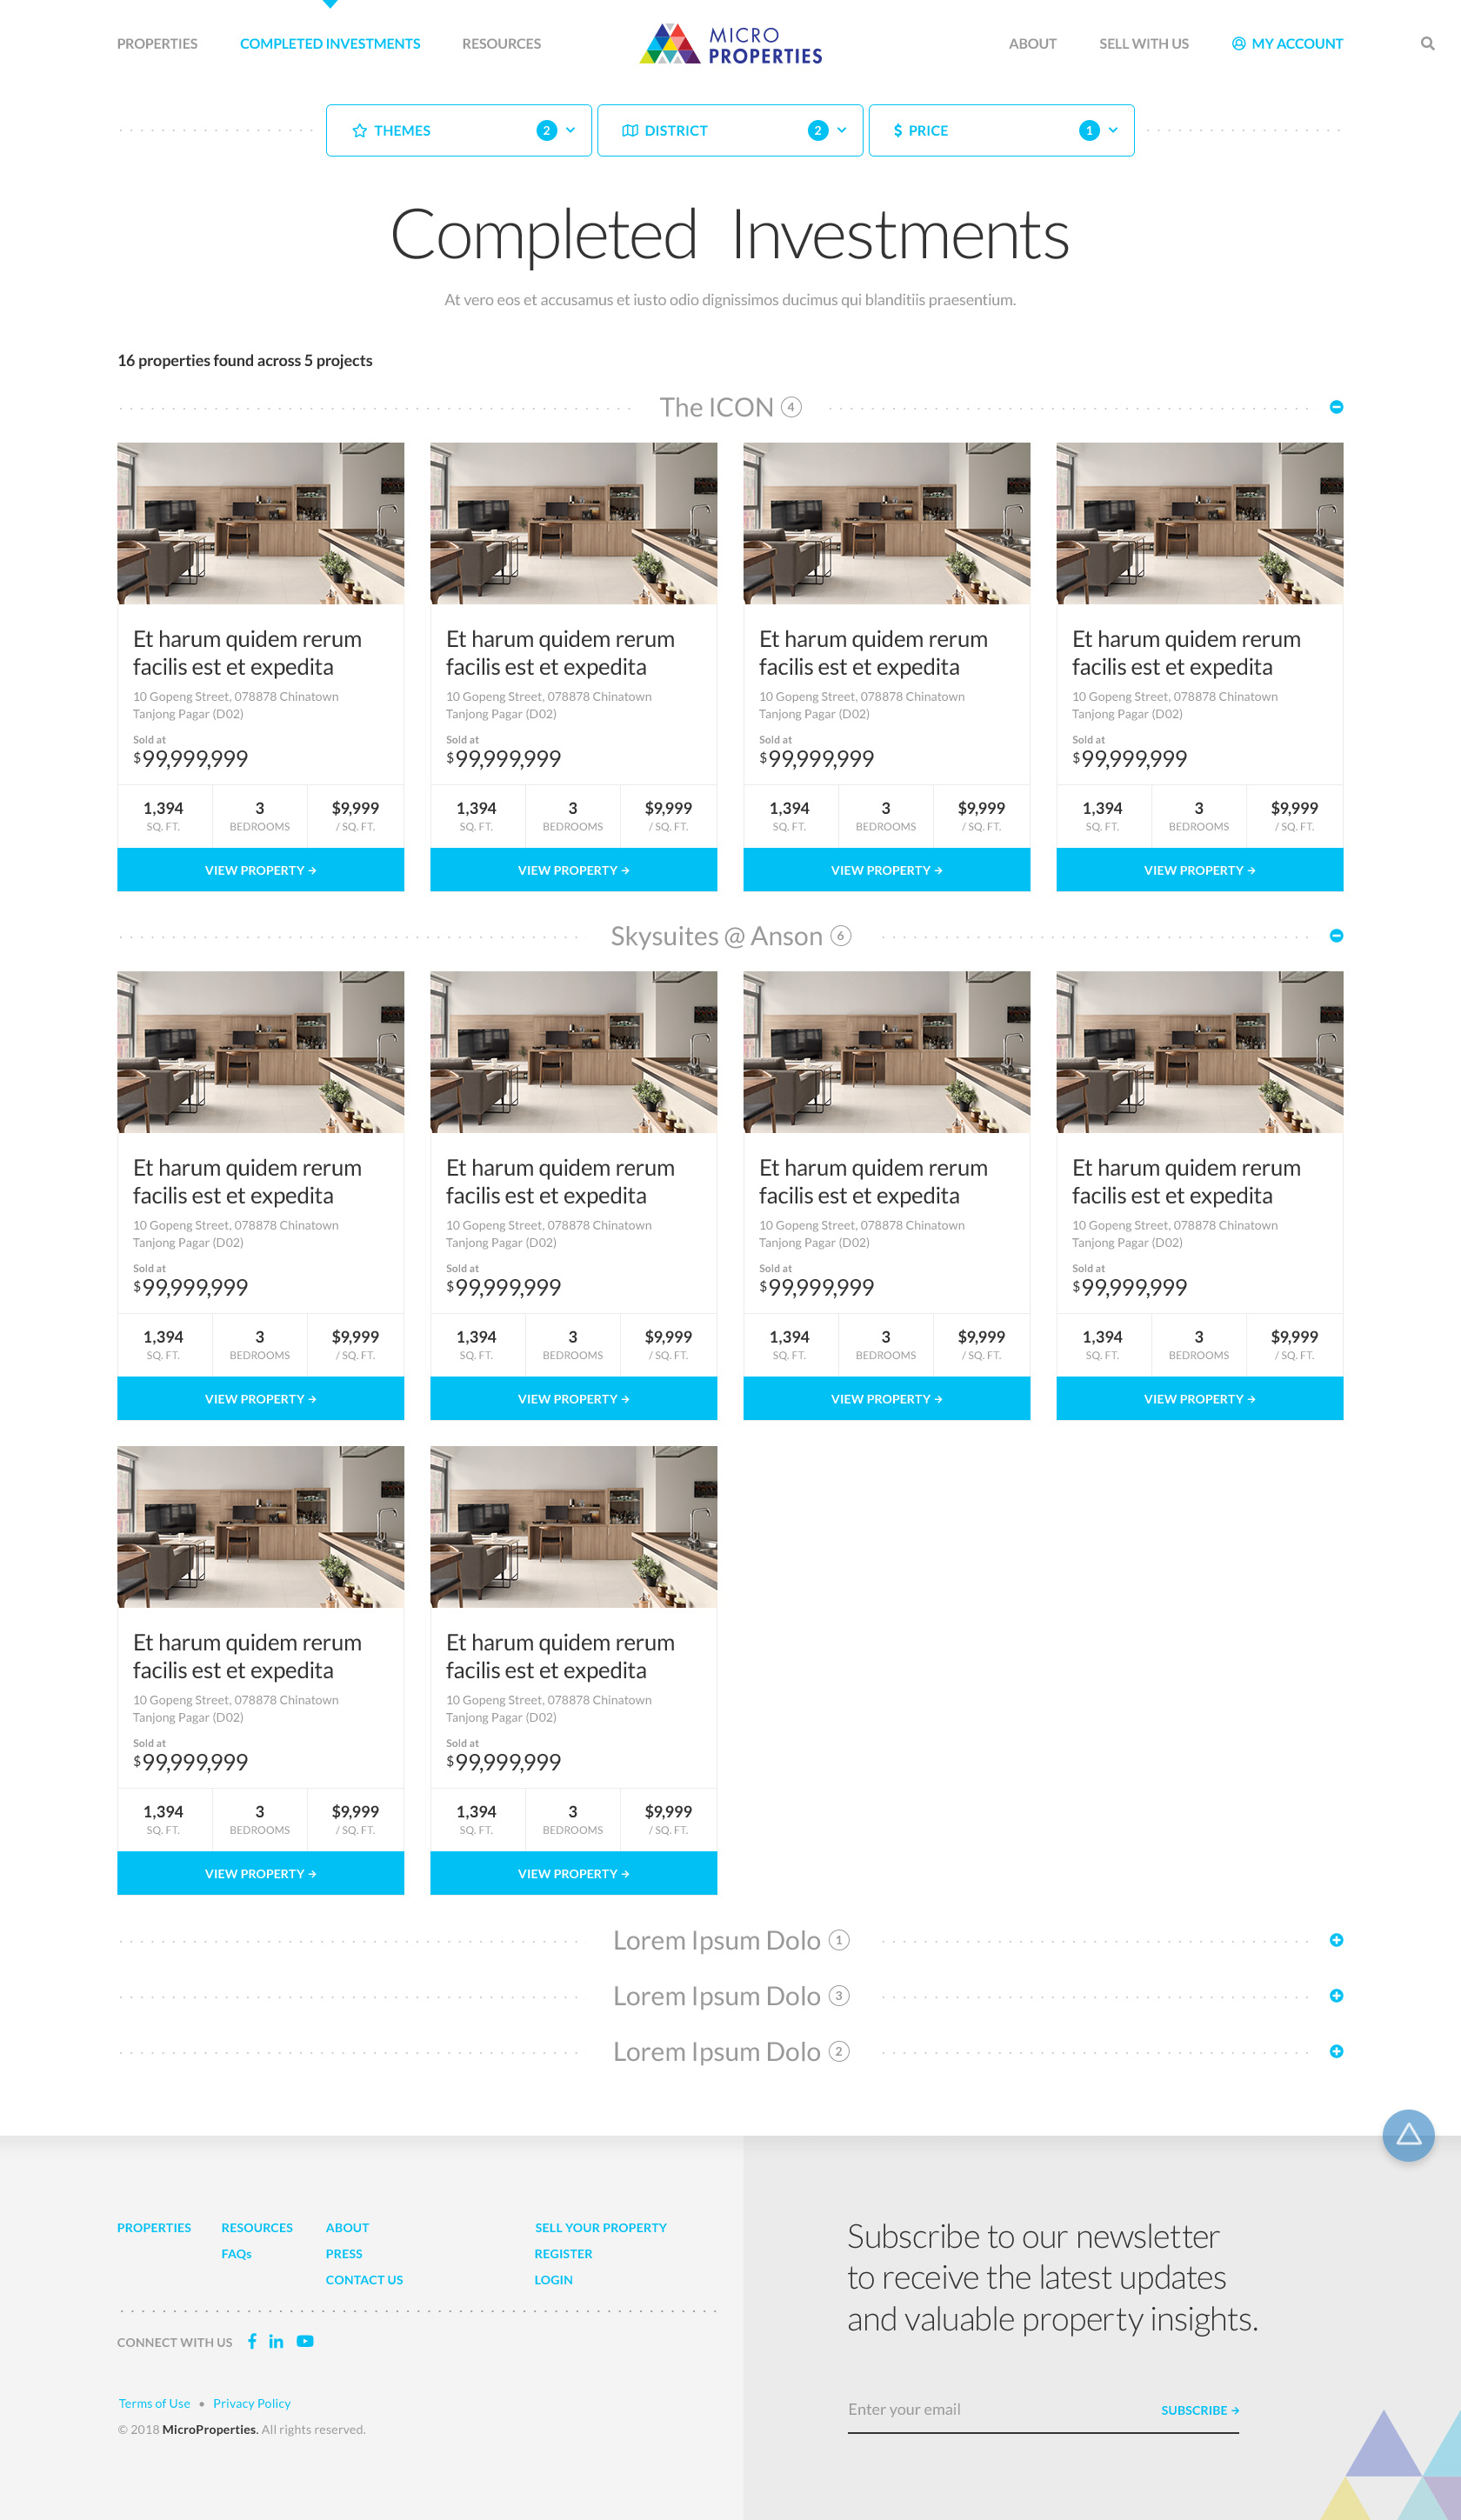 PROPERTIES COMPLETED INVESTMENTS RESOURCES MICRO PROPERTIES ABOUT SELL WITH US MY ACCOUNT
THEMES 2 DISTRICT 2 $ PRICE 1
Completed Investments
At vero eos et accusamus et iusto odio dignissimos ducimus qui blanditiis praesentium.
16 properties found across 5 projects
The ICON 4
Et harum quidem rerum Et harum quidem rerum Et harum quidem rerum Et harum quidem rerum
facilis est et expedita facilis est et expedita facilis est et expedita facilis est et expedita
10 Gopeng Street, 078878 Chinatown 10 Gopeng Street, 078878 Chinatown 10 Gopeng Street, 078878 Chinatown 10 Gopeng Street, 078878 Chinatown
Tanjong Pagar (D02) Tanjong Pagar (D02) Tanjong Pagar (D02) Tanjong Pagar (D02)
Sold at Sold at Sold at Sold at
$99,999,999 $99,999,999 $99,999,999 $99,999,999
1,394 3 $9,999 1,394 3 $9,999 1,394 3 $9,999 1,394 3 $9,999
SQ. FT. BEDROOMS / SQ. FT. SQ. FT. BEDROOMS / SQ. FT. SQ. FT. BEDROOMS / SQ. FT. SQ. FT. BEDROOMS / SQ. FT.
VIEW PROPERTY → VIEW PROPERTY → VIEW PROPERTY → VIEW PROPERTY →
Skysuites @ Anson 6
Et harum quidem rerum Et harum quidem rerum Et harum quidem rerum Et harum quidem rerum
facilis est et expedita facilis est et expedita facilis est et expedita facilis est et expedita
10 Gopeng Street, 078878 Chinatown 10 Gopeng Street, 078878 Chinatown 10 Gopeng Street, 078878 Chinatown 10 Gopeng Street, 078878 Chinatown
Tanjong Pagar (D02) Tanjong Pagar (D02) Tanjong Pagar (D02) Tanjong Pagar (D02)
Sold at Sold at Sold at Sold at
$99,999,999 $99,999,999 $99,999,999 $99,999,999
1,394 3 $9,999 1,394 3 $9,999 1,394 3 $9,999 1,394 3 $9,999
SQ. FT. BEDROOMS / SQ. FT. SQ. FT. BEDROOMS / SQ. FT. SQ. FT. BEDROOMS / SQ. FT. SQ. FT. BEDROOMS / SQ. FT.
VIEW PROPERTY → VIEW PROPERTY → VIEW PROPERTY → VIEW PROPERTY →
Et harum quidem rerum Et harum quidem rerum
facilis est et expedita facilis est et expedita
10 Gopeng Street, 078878 Chinatown 10 Gopeng Street, 078878 Chinatown
Tanjong Pagar (D02) Tanjong Pagar (D02)
Sold at Sold at
$99,999,999 $99,999,999
1,394 3 $9,999 1,394 3 $9,999
SQ. FT. BEDROOMS / SQ. FT. SQ. FT. BEDROOMS / SQ. FT.
VIEW PROPERTY → VIEW PROPERTY →
Lorem Ipsum Dolo 1
Lorem Ipsum Dolo 3
Lorem Ipsum Dolo 2
PROPERTIES RESOURCES ABOUT SELL YOUR PROPERTY
FAQs PRESS REGISTER
CONTACT US LOGIN
CONNECT WITH US
Terms of Use • Privacy Policy
© 2018 MicroProperties. All rights reserved.
Subscribe to our newsletter
to receive the latest updates
and valuable property insights.
Enter your email SUBSCRIBE →